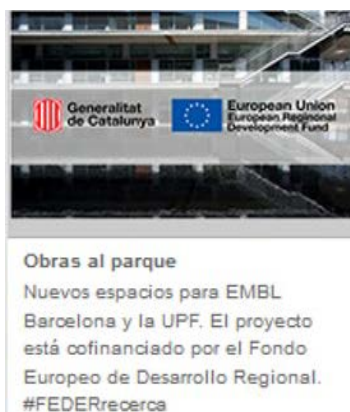 Generalitat
de Catalunya
European Union
European Reginonal
Development Fund
Obras al parque
Nuevos espacios para EMBL
Barcelona y la UPF. El proyecto
está cofinanciado por el Fondo
Europeo de Desarrollo Regional.
#FEDERrecerca